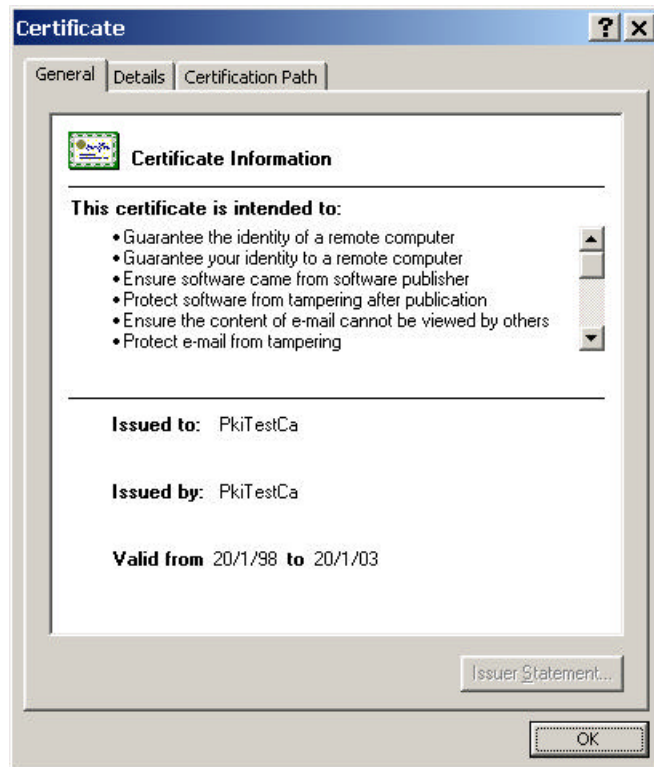 Certificate
General Details Certification Path
Certificate Information
This certificate is intended to:
•Guarantee the identity of a remote computer
•Guarantee your identity to a remote computer
•Ensure software came from software publisher
•Protect software from tampering after publication
•Ensure the content of e-mail cannot be viewed by others
•Protect e-mail from tampering
Issued to: PkiTestCa
Issued by: PkiTestCa
Valid from 20/1/98 to 20/1/03
Issuer Statement...
OK